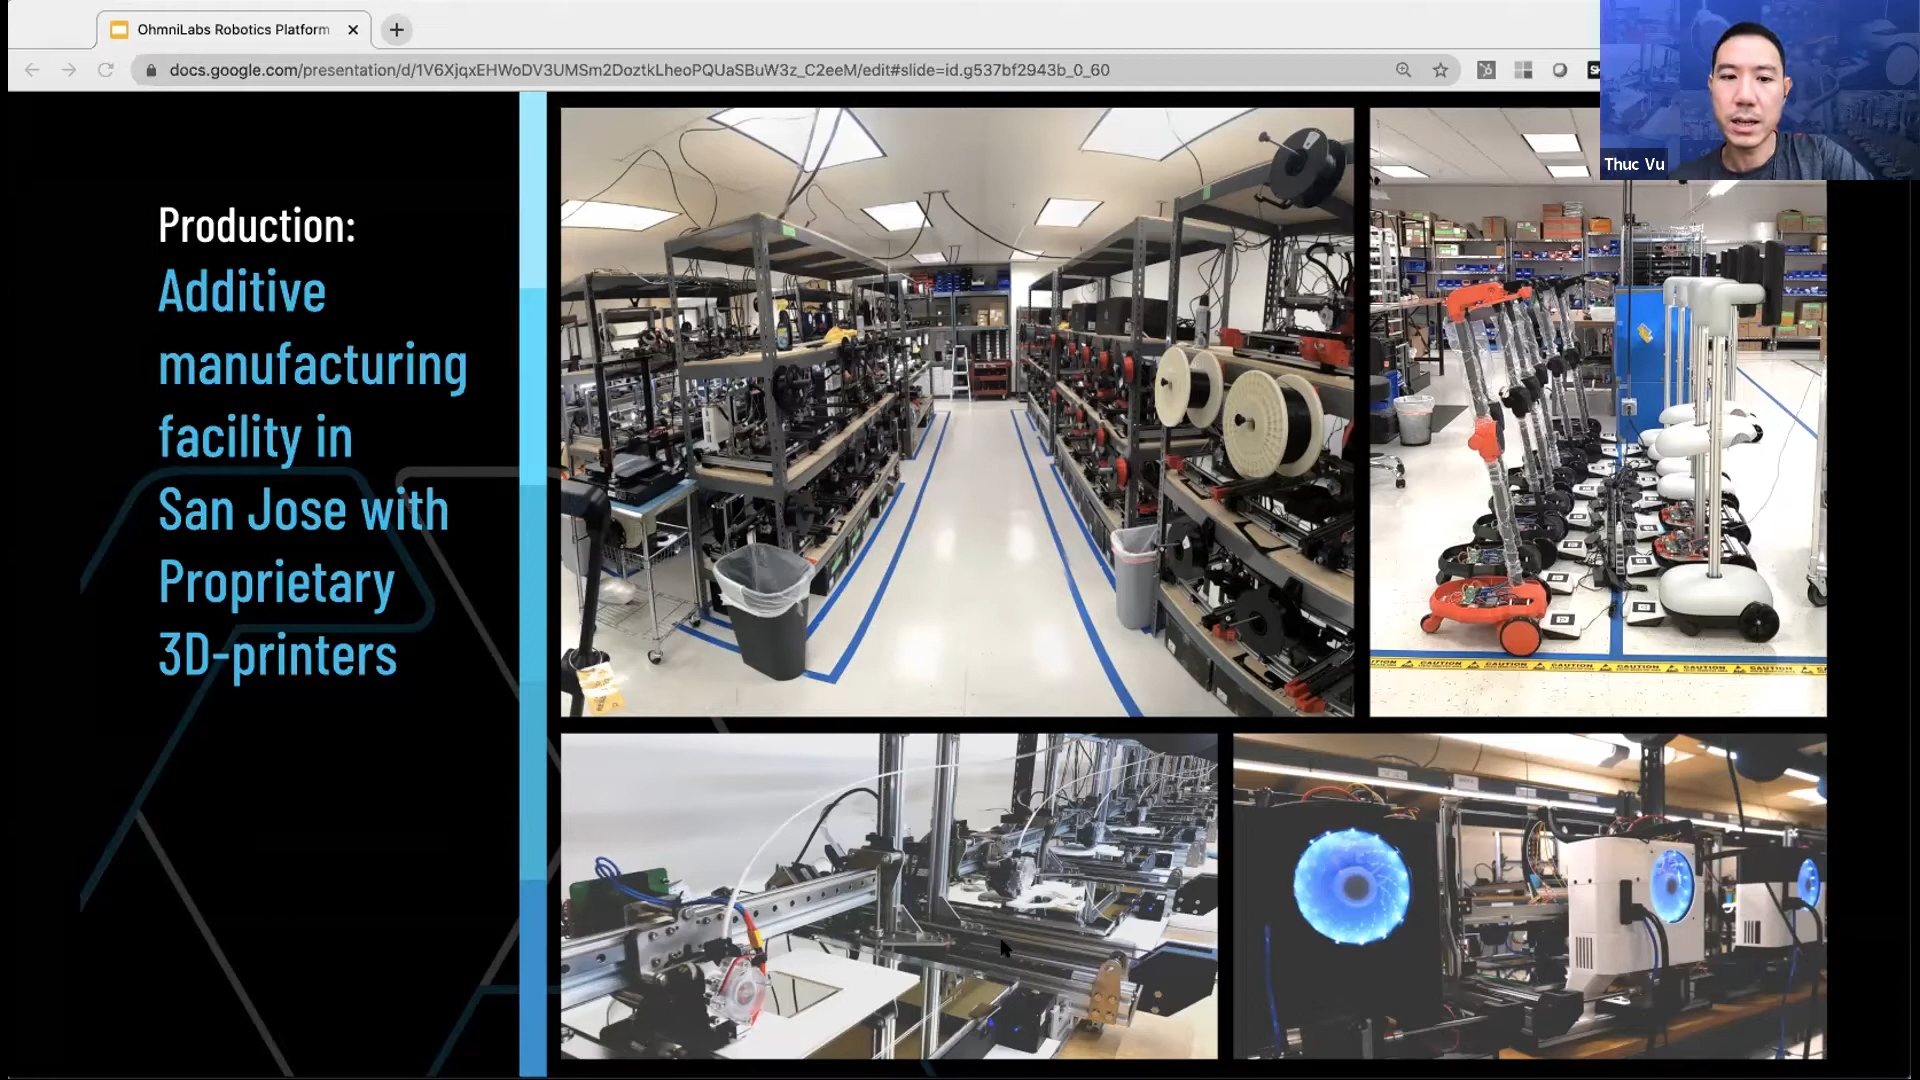 OhmniLabs Robotics Platform
docs.google.com/presentation/d/1V6XjqxEHWoDV3UMSm2DoztkLheoPQUaSBuW3z_C2eeM/edit#slide=id.g537bf2943b_0_60
Thuc Vu
Production:
Additive
manufacturing
facility in
San Jose with
Proprietary
3D-printers
CAUTION CAUTION CAUTION CAUTION CAUTION CAUTION